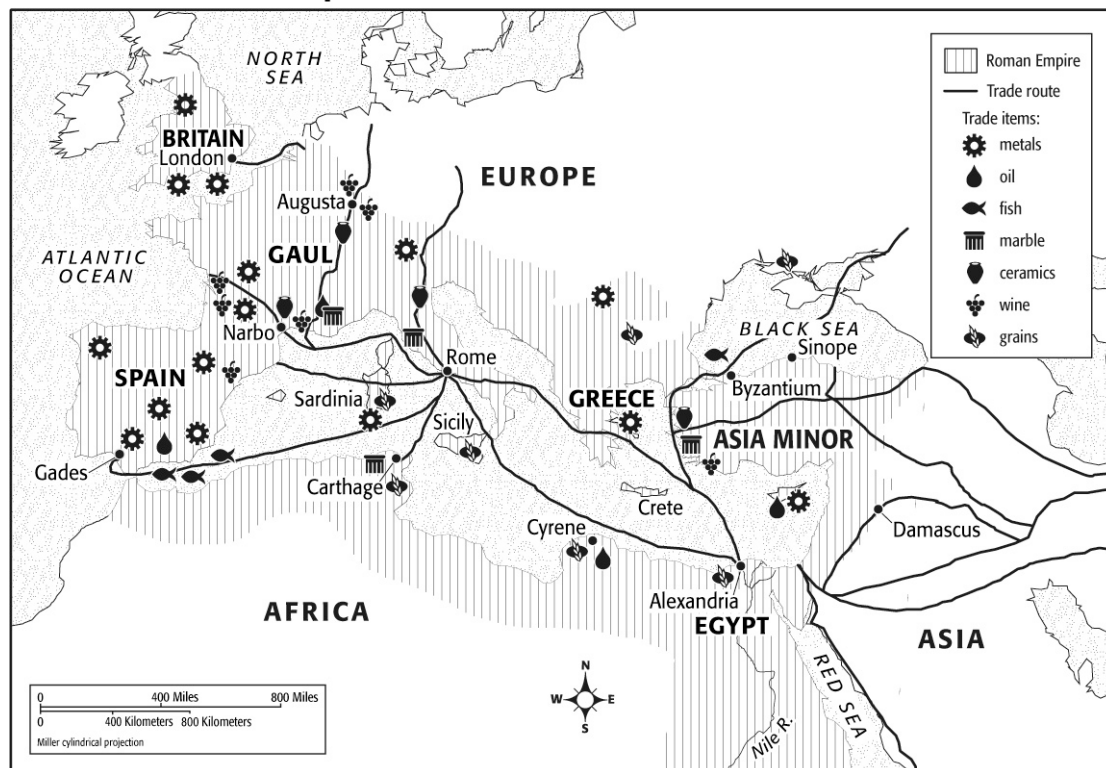 NORTH
SEA
BRITAIN
London
EUROPE
Augusta
ATLANTIC
OCEAN
GAUL
Narbo
BLACK SEA
Sinope
Rome
Byzantium
SPAIN
Sardinia
GREECE
Sicily
ASIA MINOR
Gades
Carthage
Crete
Cyrene
Damascus
Alexandria
AFRICA
EGYPT
ASIA
RED SEA
Nile R.
N
W
E
S
Roman Empire
Trade route
Trade items:
metals
oil
fish
marble
ceramics
wine
grains
0 400 Miles 800 Miles
0 400 Kilometers 800 Kilometers
Miller cylindrical projection